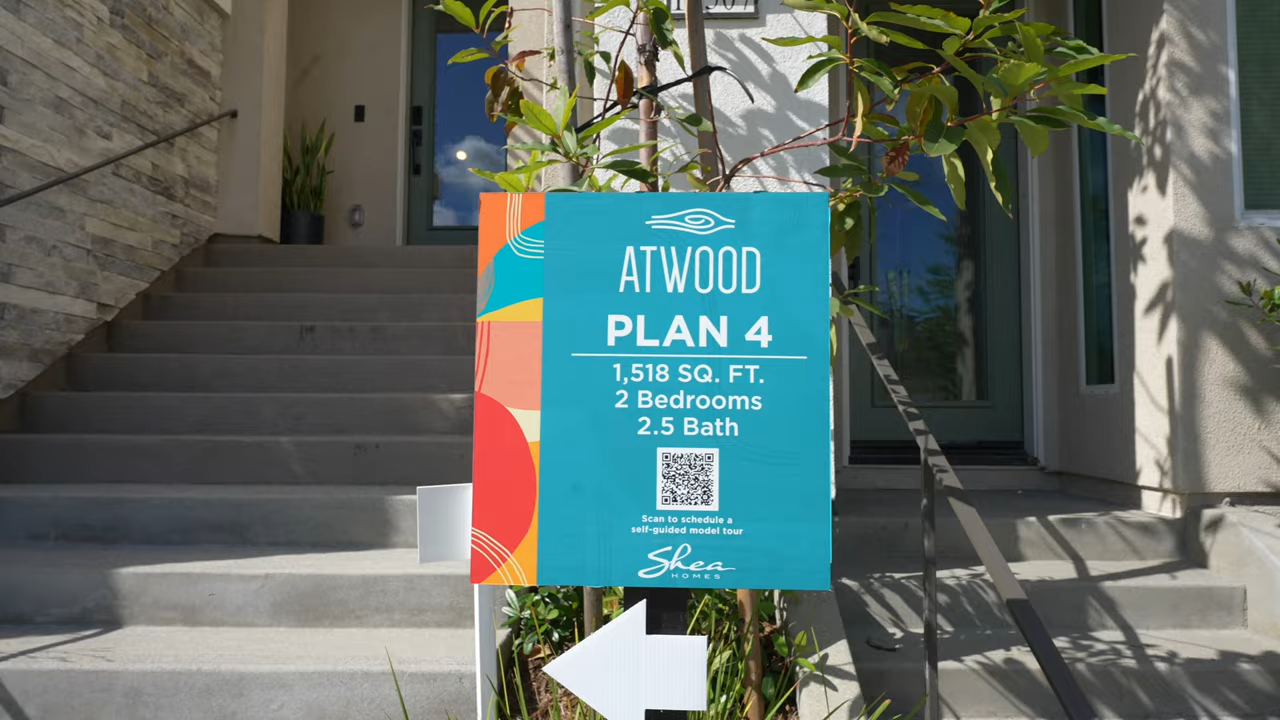 ATWOOD
PLAN 4
1,518 SQ. FT.
2 Bedrooms
2.5 Bath
Scan to schedule a
self-guided model tour
Shea
HOMES